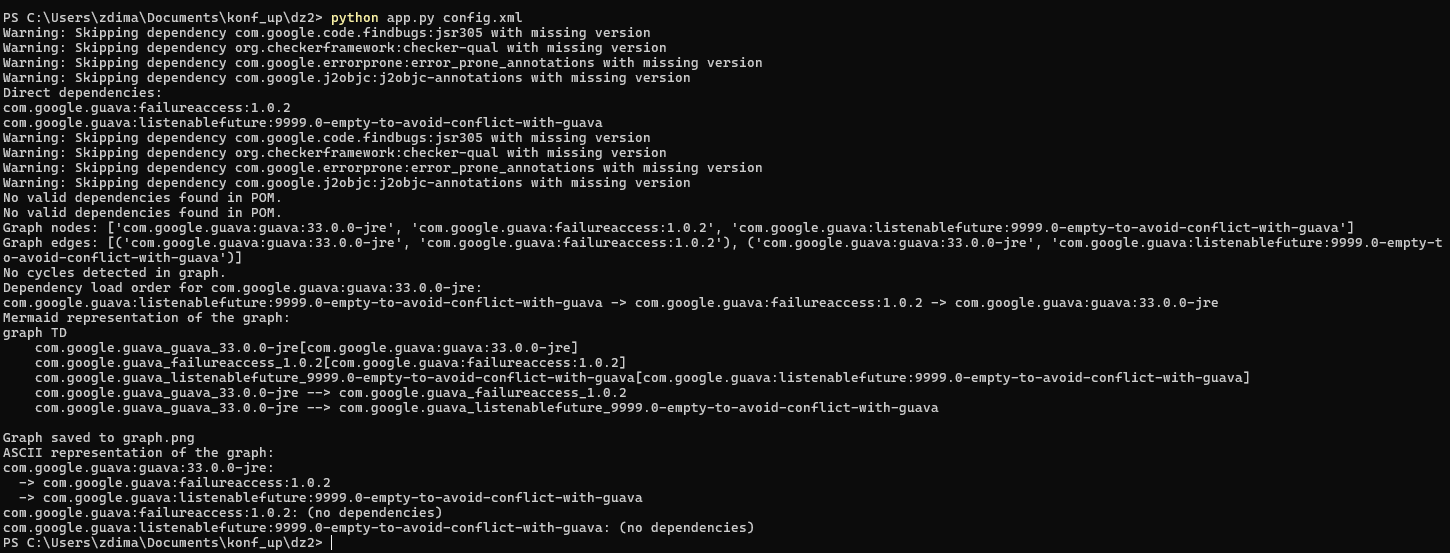 PS C:\Users\zdima\Documents\konf_up\dz2> python app.py config.xml
Warning: Skipping dependency com.google.code.findbugs:jsr305 with missing version
Warning: Skipping dependency org.checkerframework:checker-qual with missing version
Warning: Skipping dependency com.google.errorprone:error_prone_annotations with missing version
Warning: Skipping dependency com.google.j2objc:j2objc-annotations with missing version
Direct dependencies:
com.google.guava:failureaccess:1.0.2
com.google.guava:listenablefuture:9999.0-empty-to-avoid-conflict-with-guava
Warning: Skipping dependency com.google.code.findbugs:jsr305 with missing version
Warning: Skipping dependency org.checkerframework:checker-qual with missing version
Warning: Skipping dependency com.google.errorprone:error_prone_annotations with missing version
Warning: Skipping dependency com.google.j2objc:j2objc-annotations with missing version
No valid dependencies found in POM.
No valid dependencies found in POM.
Graph nodes: ['com.google.guava:guava:33.0.0-jre', 'com.google.guava:failureaccess:1.0.2', 'com.google.guava:listenablefuture:9999.0-empty-to-avoid-conflict-with-guava']
Graph edges: [('com.google.guava:guava:33.0.0-jre', 'com.google.guava:failureaccess:1.0.2'), ('com.google.guava:guava:33.0.0-jre', 'com.google.guava:listenablefuture:9999.0-empty-t
o-avoid-conflict-with-guava')]
No cycles detected in graph.
Dependency load order for com.google.guava:guava:33.0.0-jre:
com.google.guava:listenablefuture:9999.0-empty-to-avoid-conflict-with-guava -> com.google.guava:failureaccess:1.0.2 -> com.google.guava:guava:33.0.0-jre
Mermaid representation of the graph:
graph TD
    com.google.guava_guava_33.0.0-jre[com.google.guava:guava:33.0.0-jre]
    com.google.guava_failureaccess_1.0.2[com.google.guava:failureaccess:1.0.2]
    com.google.guava_listenablefuture_9999.0-empty-to-avoid-conflict-with-guava[com.google.guava:listenablefuture:9999.0-empty-to-avoid-conflict-with-guava]
    com.google.guava_guava_33.0.0-jre --> com.google.guava_failureaccess_1.0.2
    com.google.guava_guava_33.0.0-jre --> com.google.guava_listenablefuture_9999.0-empty-to-avoid-conflict-with-guava

Graph saved to graph.png
ASCII representation of the graph:
com.google.guava:guava:33.0.0-jre:
  -> com.google.guava:failureaccess:1.0.2
  -> com.google.guava:listenablefuture:9999.0-empty-to-avoid-conflict-with-guava
com.google.guava:failureaccess:1.0.2: (no dependencies)
com.google.guava:listenablefuture:9999.0-empty-to-avoid-conflict-with-guava: (no dependencies)
PS C:\Users\zdima\Documents\konf_up\dz2>